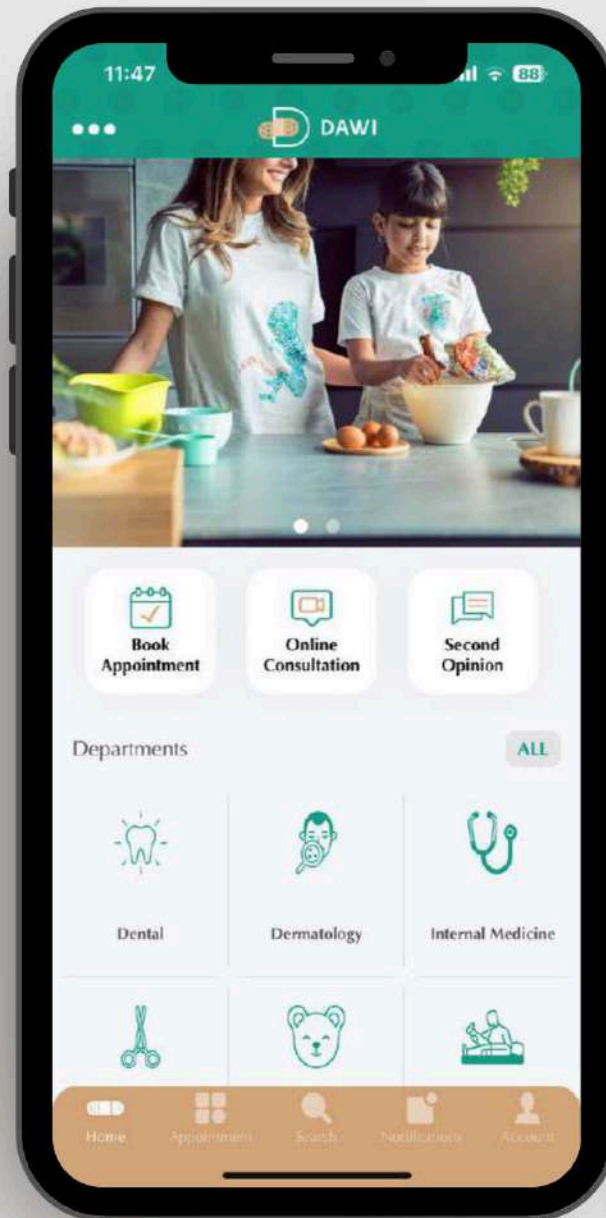 11:47
88
DAWI
Book
Appointment
Online
Consultation
Second
Opinion
Departments
ALL
Dental
Dermatology
Internal Medicine
Home
Appointment
Search
Notifications
Account